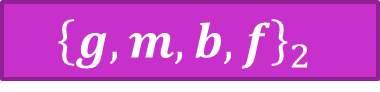 {g, m, b, f}₂